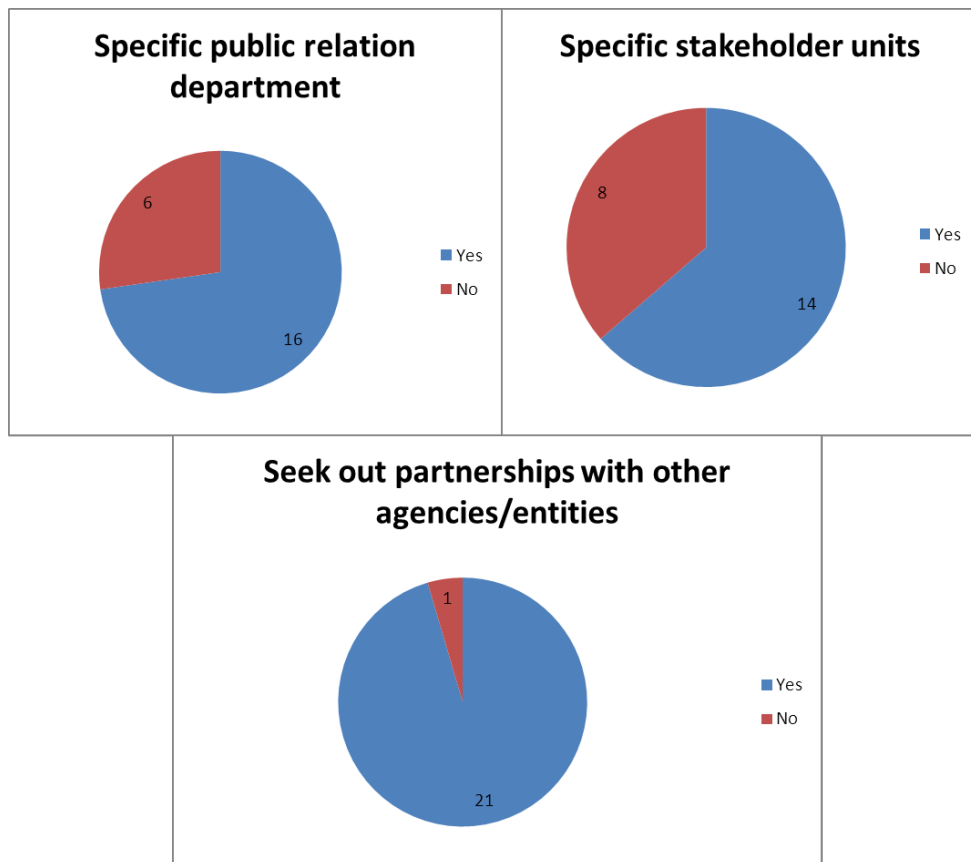 Specific public relation
department
6
16
Yes
No
Specific stakeholder units
8
14
Yes
No
Seek out partnerships with other
agencies/entities
1
21
Yes
No